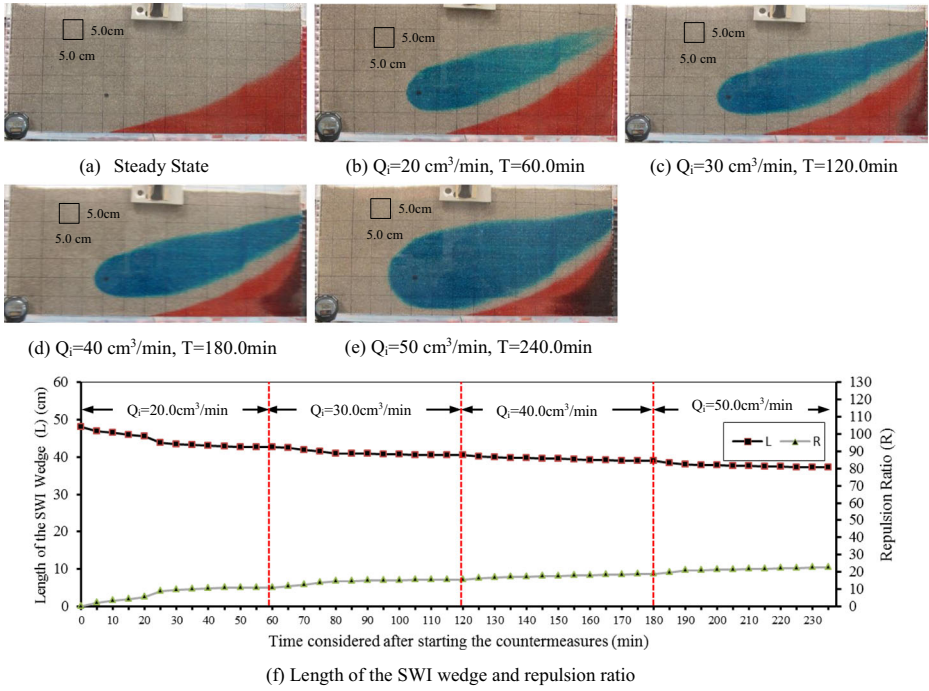 5.0cm
5.0 cm
5.0cm
5.0 cm
5.0cm
5.0 cm
(a) Steady State
(b) Qᵢ=20 cm³/min, T=60.0min
(c) Qᵢ=30 cm³/min, T=120.0min
5.0cm
5.0 cm
5.0cm
5.0 cm
(d) Qᵢ=40 cm³/min, T=180.0min
(e) Qᵢ=50 cm³/min, T=240.0min
Length of the SWI Wedge (L) (cm)
60
50
40
30
20
10
0
Qᵢ=20.0cm³/min
Qᵢ=30.0cm³/min
Qᵢ=40.0cm³/min
Qᵢ=50.0cm³/min
L R
130
120
110
100
90
80
70
60
50
40
30
20
10
0
Repulsion Ratio (R)
0 10 20 30 40 50 60 70 80 90 100 110 120 130 140 150 160 170 180 190 200 210 220 230
Time considered after starting the countermeasures (min)
(f) Length of the SWI wedge and repulsion ratio